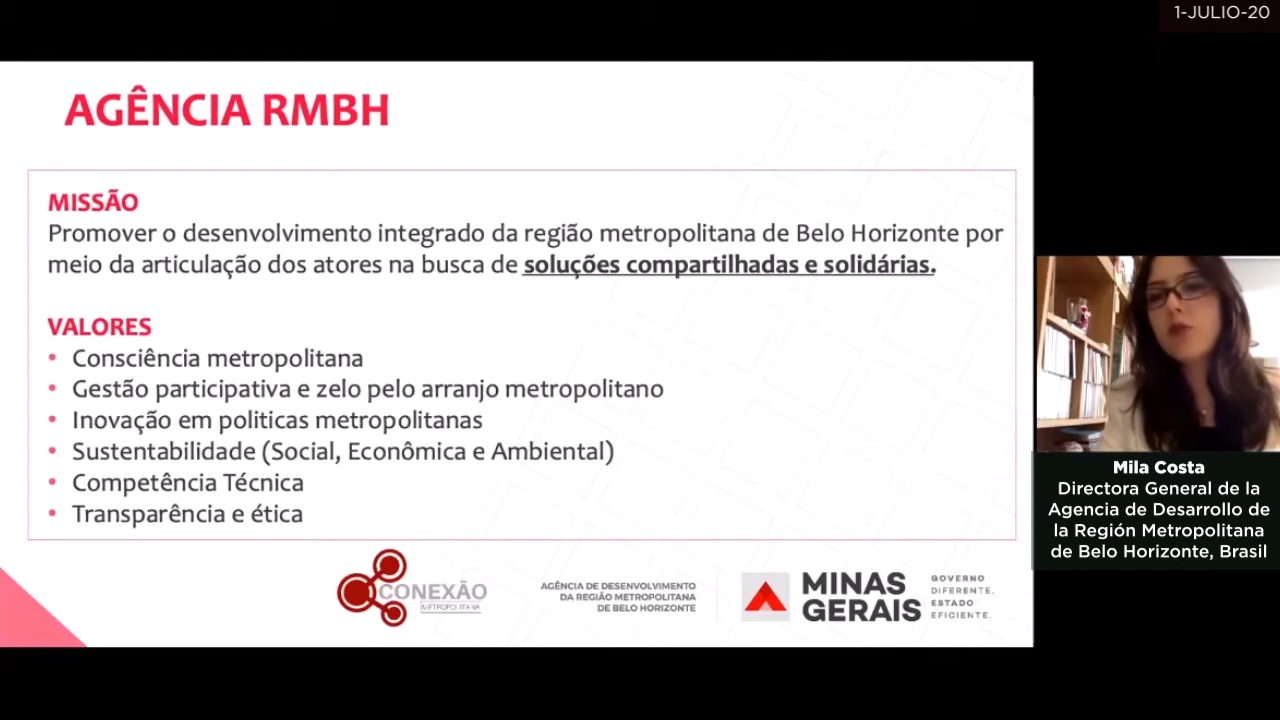 1-JULIO-20
AGÊNCIA RMBH
MISSÃO
Promover o desenvolvimento integrado da região metropolitana de Belo Horizonte por
meio da articulação dos atores na busca de soluções compartilhadas e solidárias.
VALORES
• Consciência metropolitana
• Gestão participativa e zelo pelo arranjo metropolitano
• Inovação em politicas metropolitanas
• Sustentabilidade (Social, Econômica e Ambiental)
• Competência Técnica
• Transparência e ética
CONEXÃO
METROPOLITANA
AGÊNCIA DE DESENVOLVIMENTO
DA REGIÃO METROPOLITANA
DE BELO HORIZONTE
MINAS
GERAIS
GOVERNO
DIFERENTE.
ESTADO
EFICIENTE.
Mila Costa
Directora General de la
Agencia de Desarrollo de
la Región Metropolitana
de Belo Horizonte, Brasil